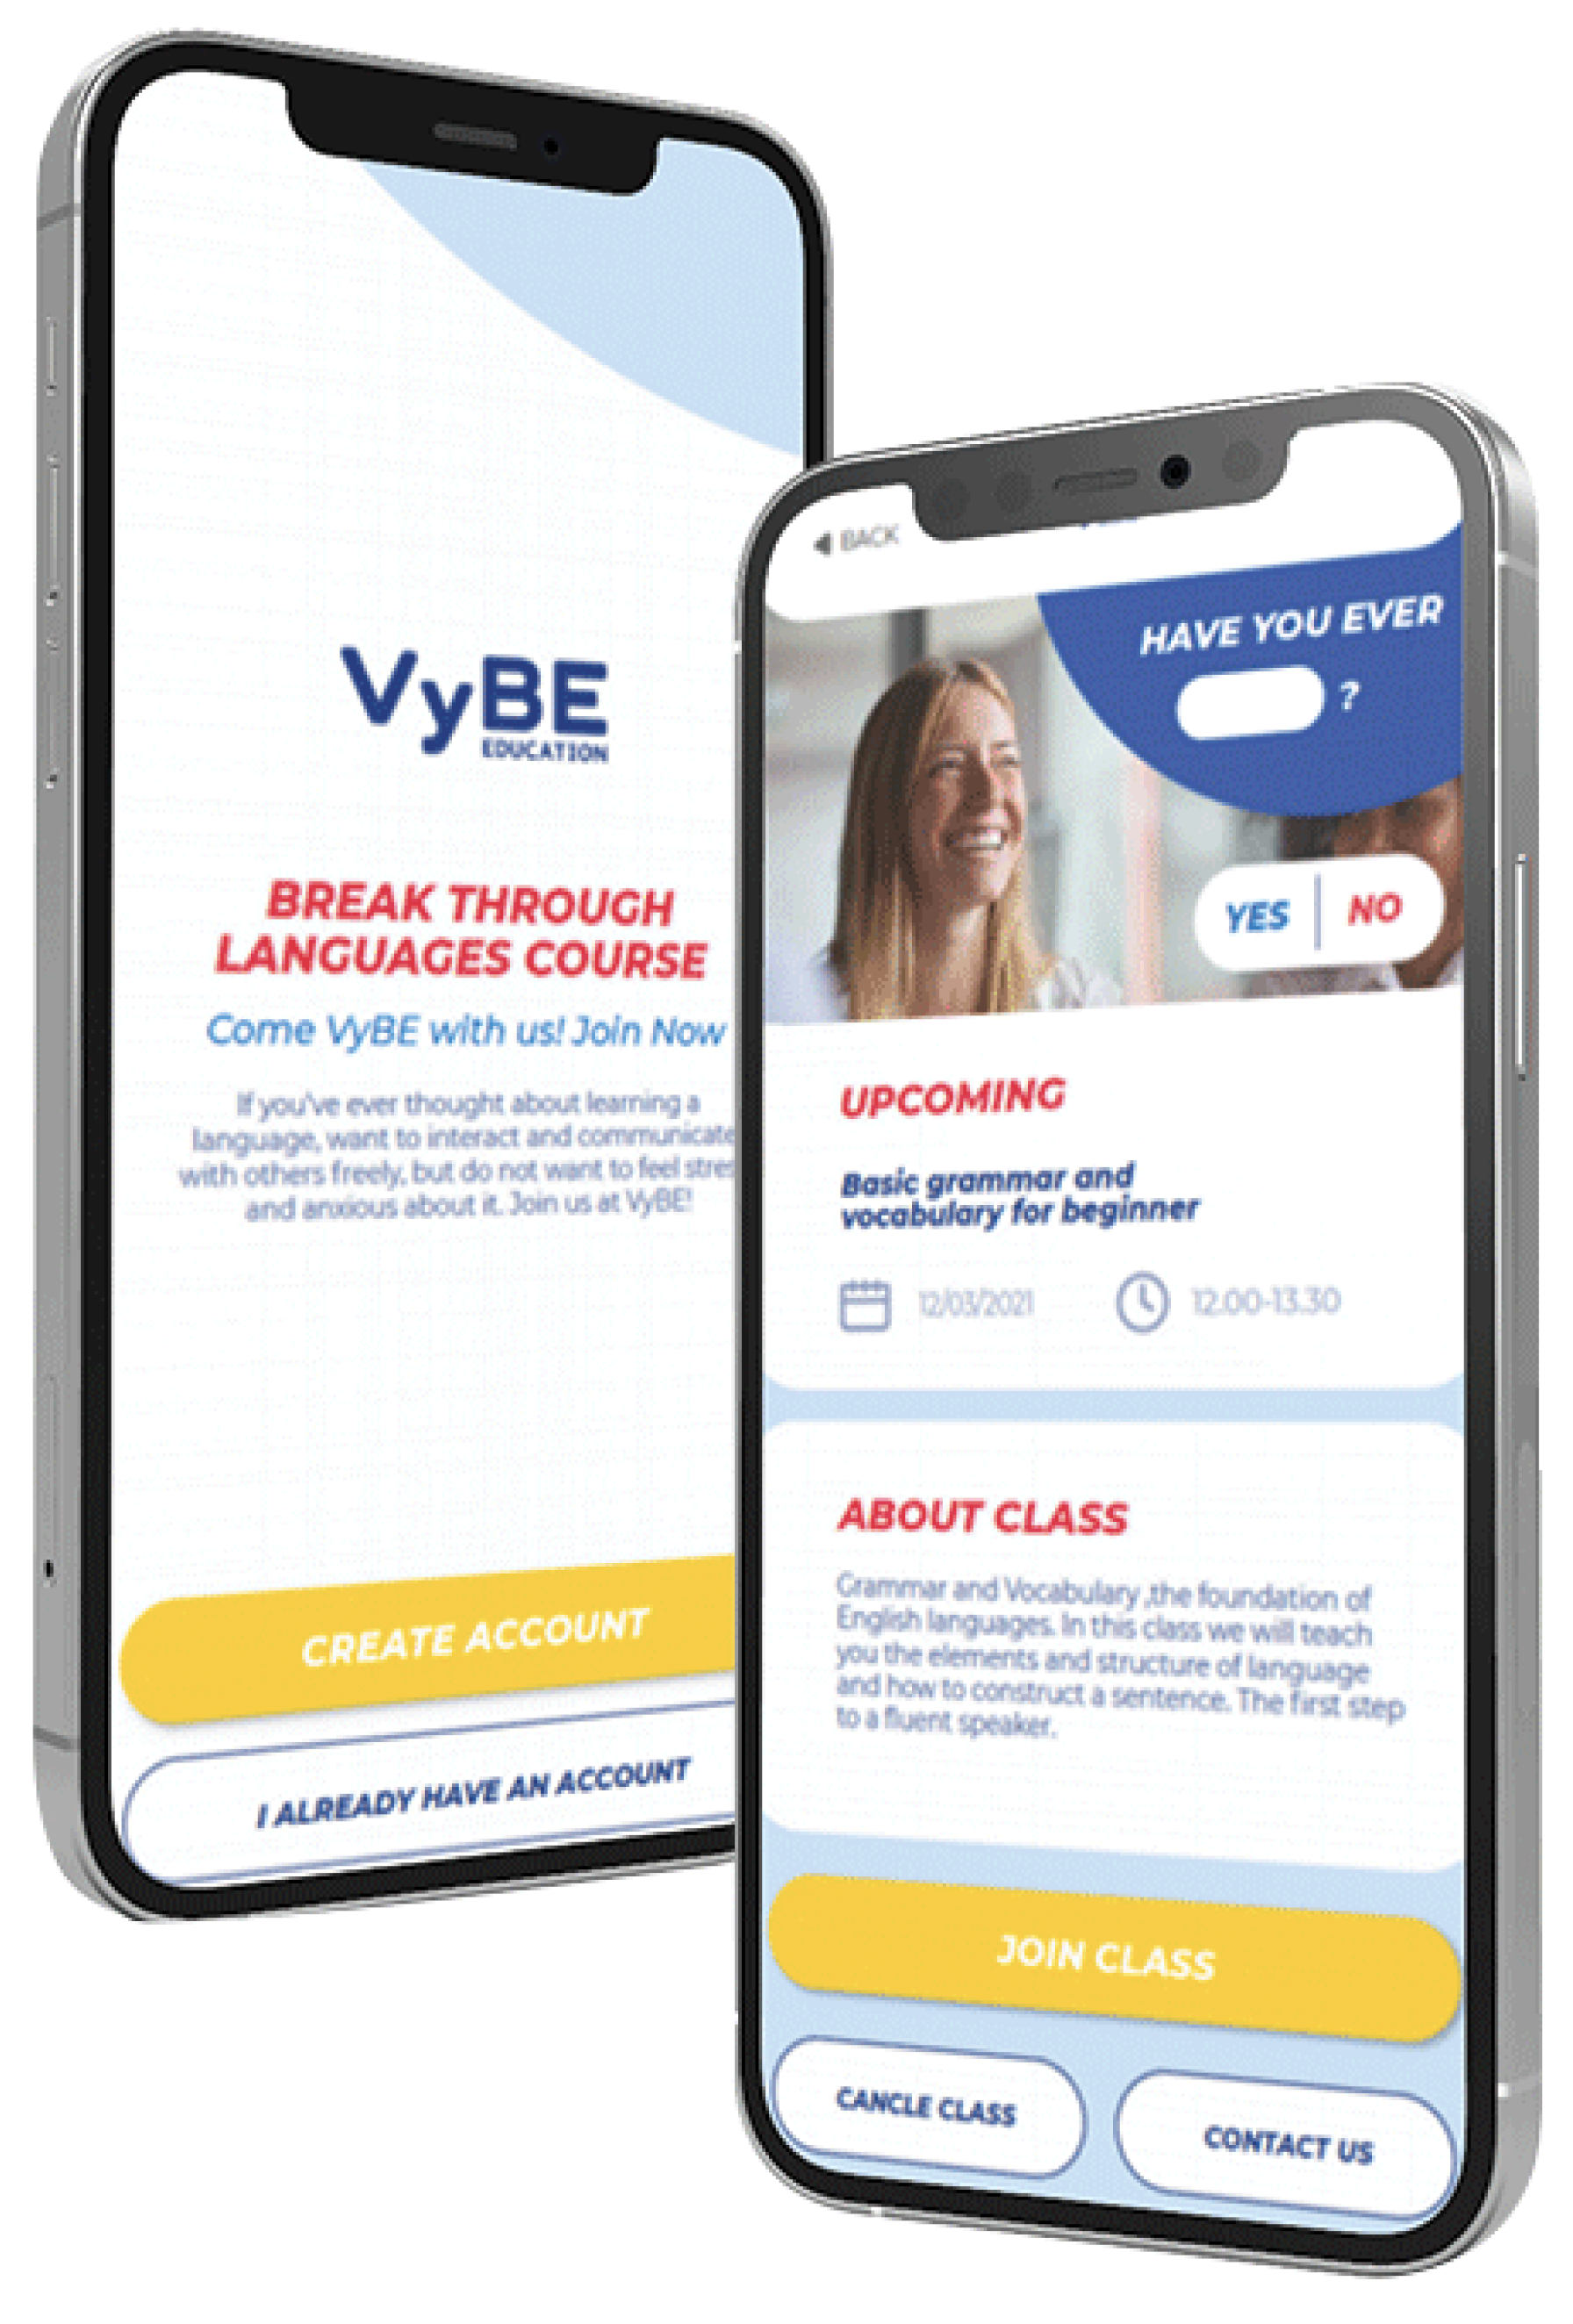 VyBE
EDUCATION
BREAK THROUGH
LANGUAGES COURSE
Come VyBE with us! Join Now
If you've ever thought about learning a
language, want to interact and communicate
with others freely, but do not want to feel stres
and anxious about it. Join us at VyBE!
CREATE ACCOUNT
I ALREADY HAVE AN ACCOUNT
BACK
HAVE YOU EVER
?
YES | NO
UPCOMING
Basic grammar and
vocabulary for beginner
12/03/2021 12.00-13.30
ABOUT CLASS
Grammar and Vocabulary ,the foundation of
English languages. In this class we will teach
you the elements and structure of language
and how to construct a sentence. The first step
to a fluent speaker.
JOIN CLASS
CANCLE CLASS
CONTACT US